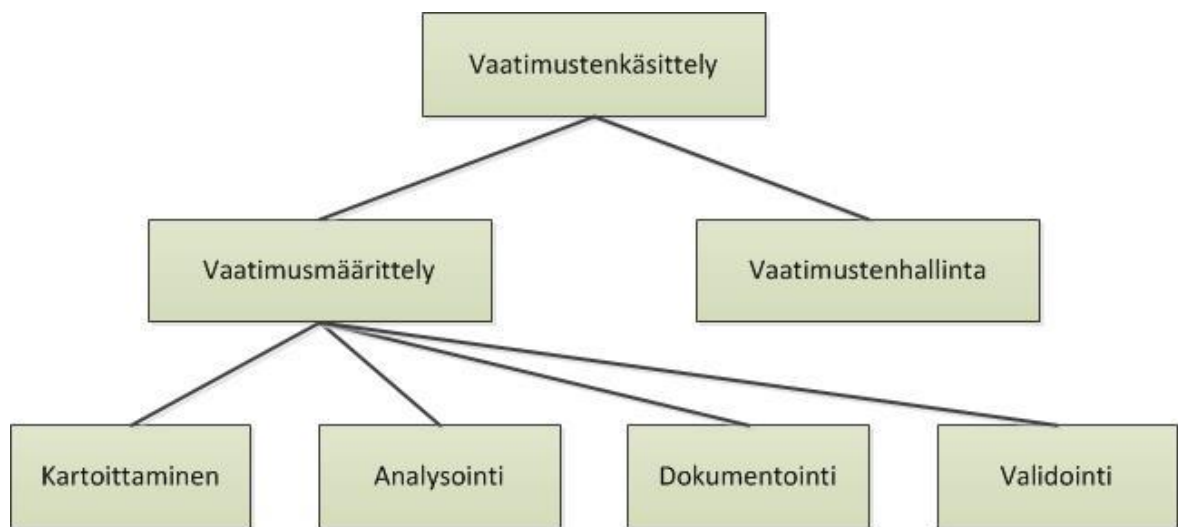 Vaatimustenkäsittely
Vaatimusmäärittely
Vaatimustenhallinta
Kartoittaminen
Analysointi
Dokumentointi
Validointi